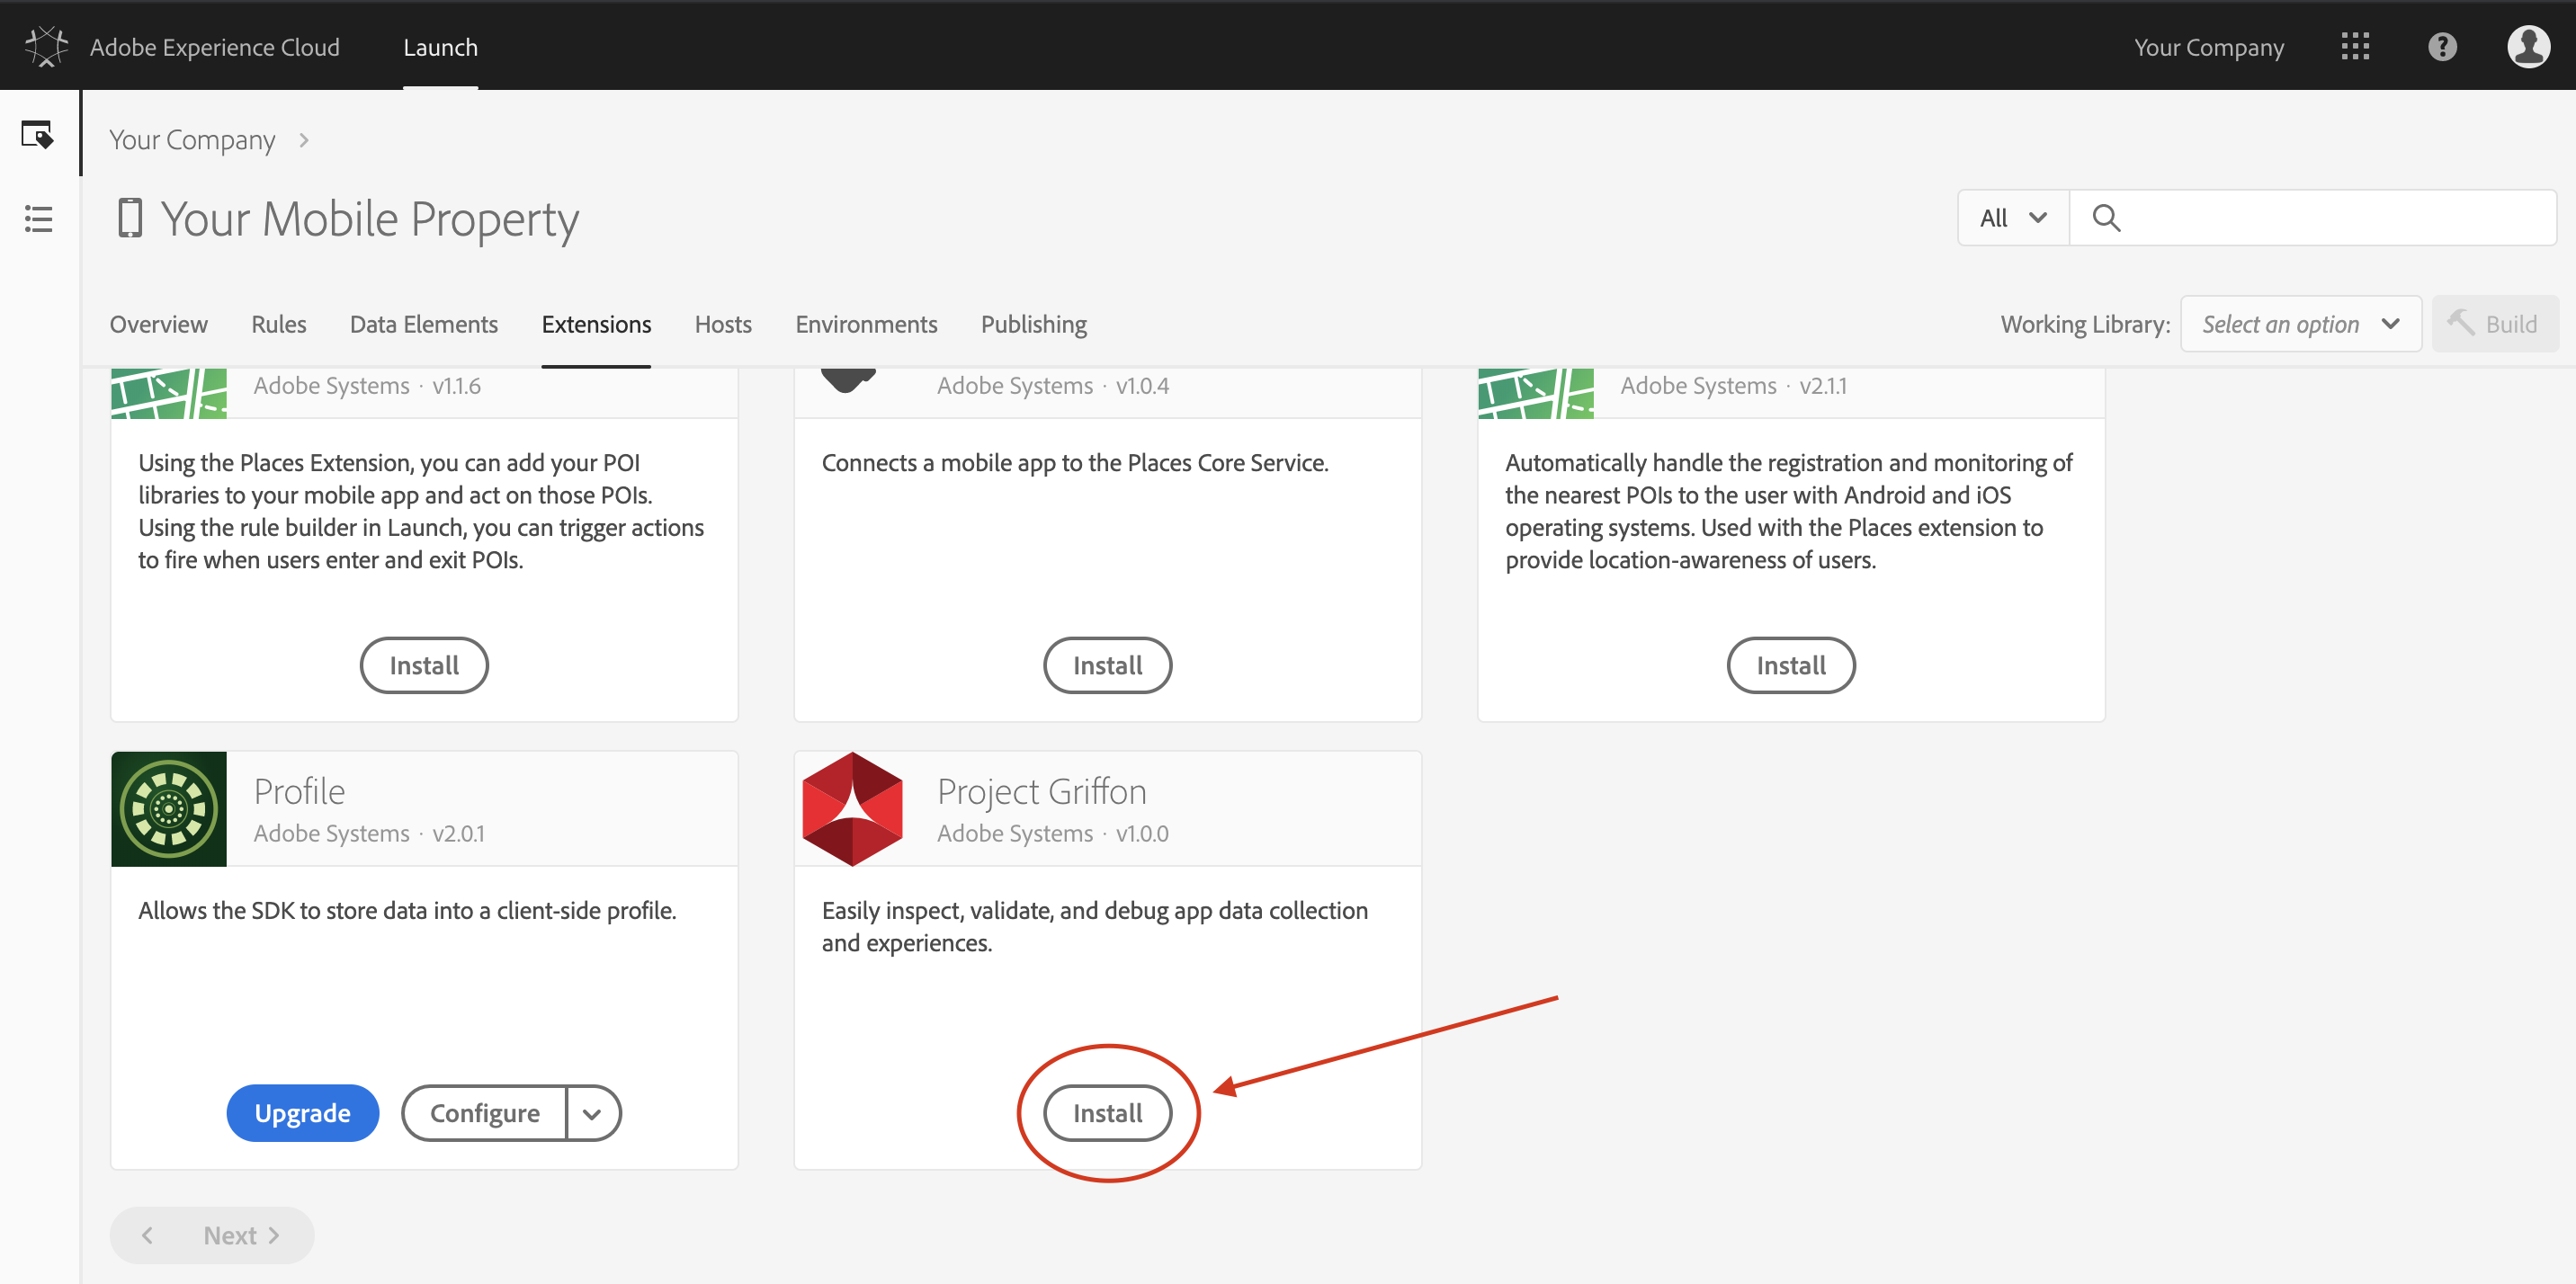 Adobe Experience Cloud
Launch
Your Company
Your Company
Your Mobile Property
All
Overview
Rules
Data Elements
Extensions
Hosts
Environments
Publishing
Working Library:
Select an option
Build
Adobe Systems · v1.1.6
Using the Places Extension, you can add your POI
libraries to your mobile app and act on those POIs.
Using the rule builder in Launch, you can trigger actions
to fire when users enter and exit POIs.
Install
Adobe Systems · v1.0.4
Connects a mobile app to the Places Core Service.
Install
Adobe Systems · v2.1.1
Automatically handle the registration and monitoring of
the nearest POIs to the user with Android and iOS
operating systems. Used with the Places extension to
provide location-awareness of users.
Install
Profile
Adobe Systems · v2.0.1
Allows the SDK to store data into a client-side profile.
Upgrade
Configure
Project Griffon
Adobe Systems · v1.0.0
Easily inspect, validate, and debug app data collection
and experiences.
Install
Next